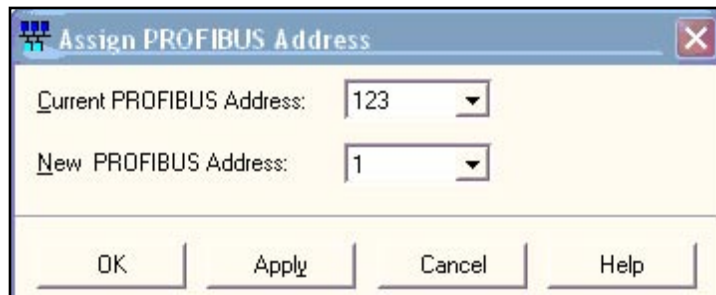 Assign PROFIBUS Address
Current PROFIBUS Address: 123
New PROFIBUS Address: 1
OK Apply Cancel Help